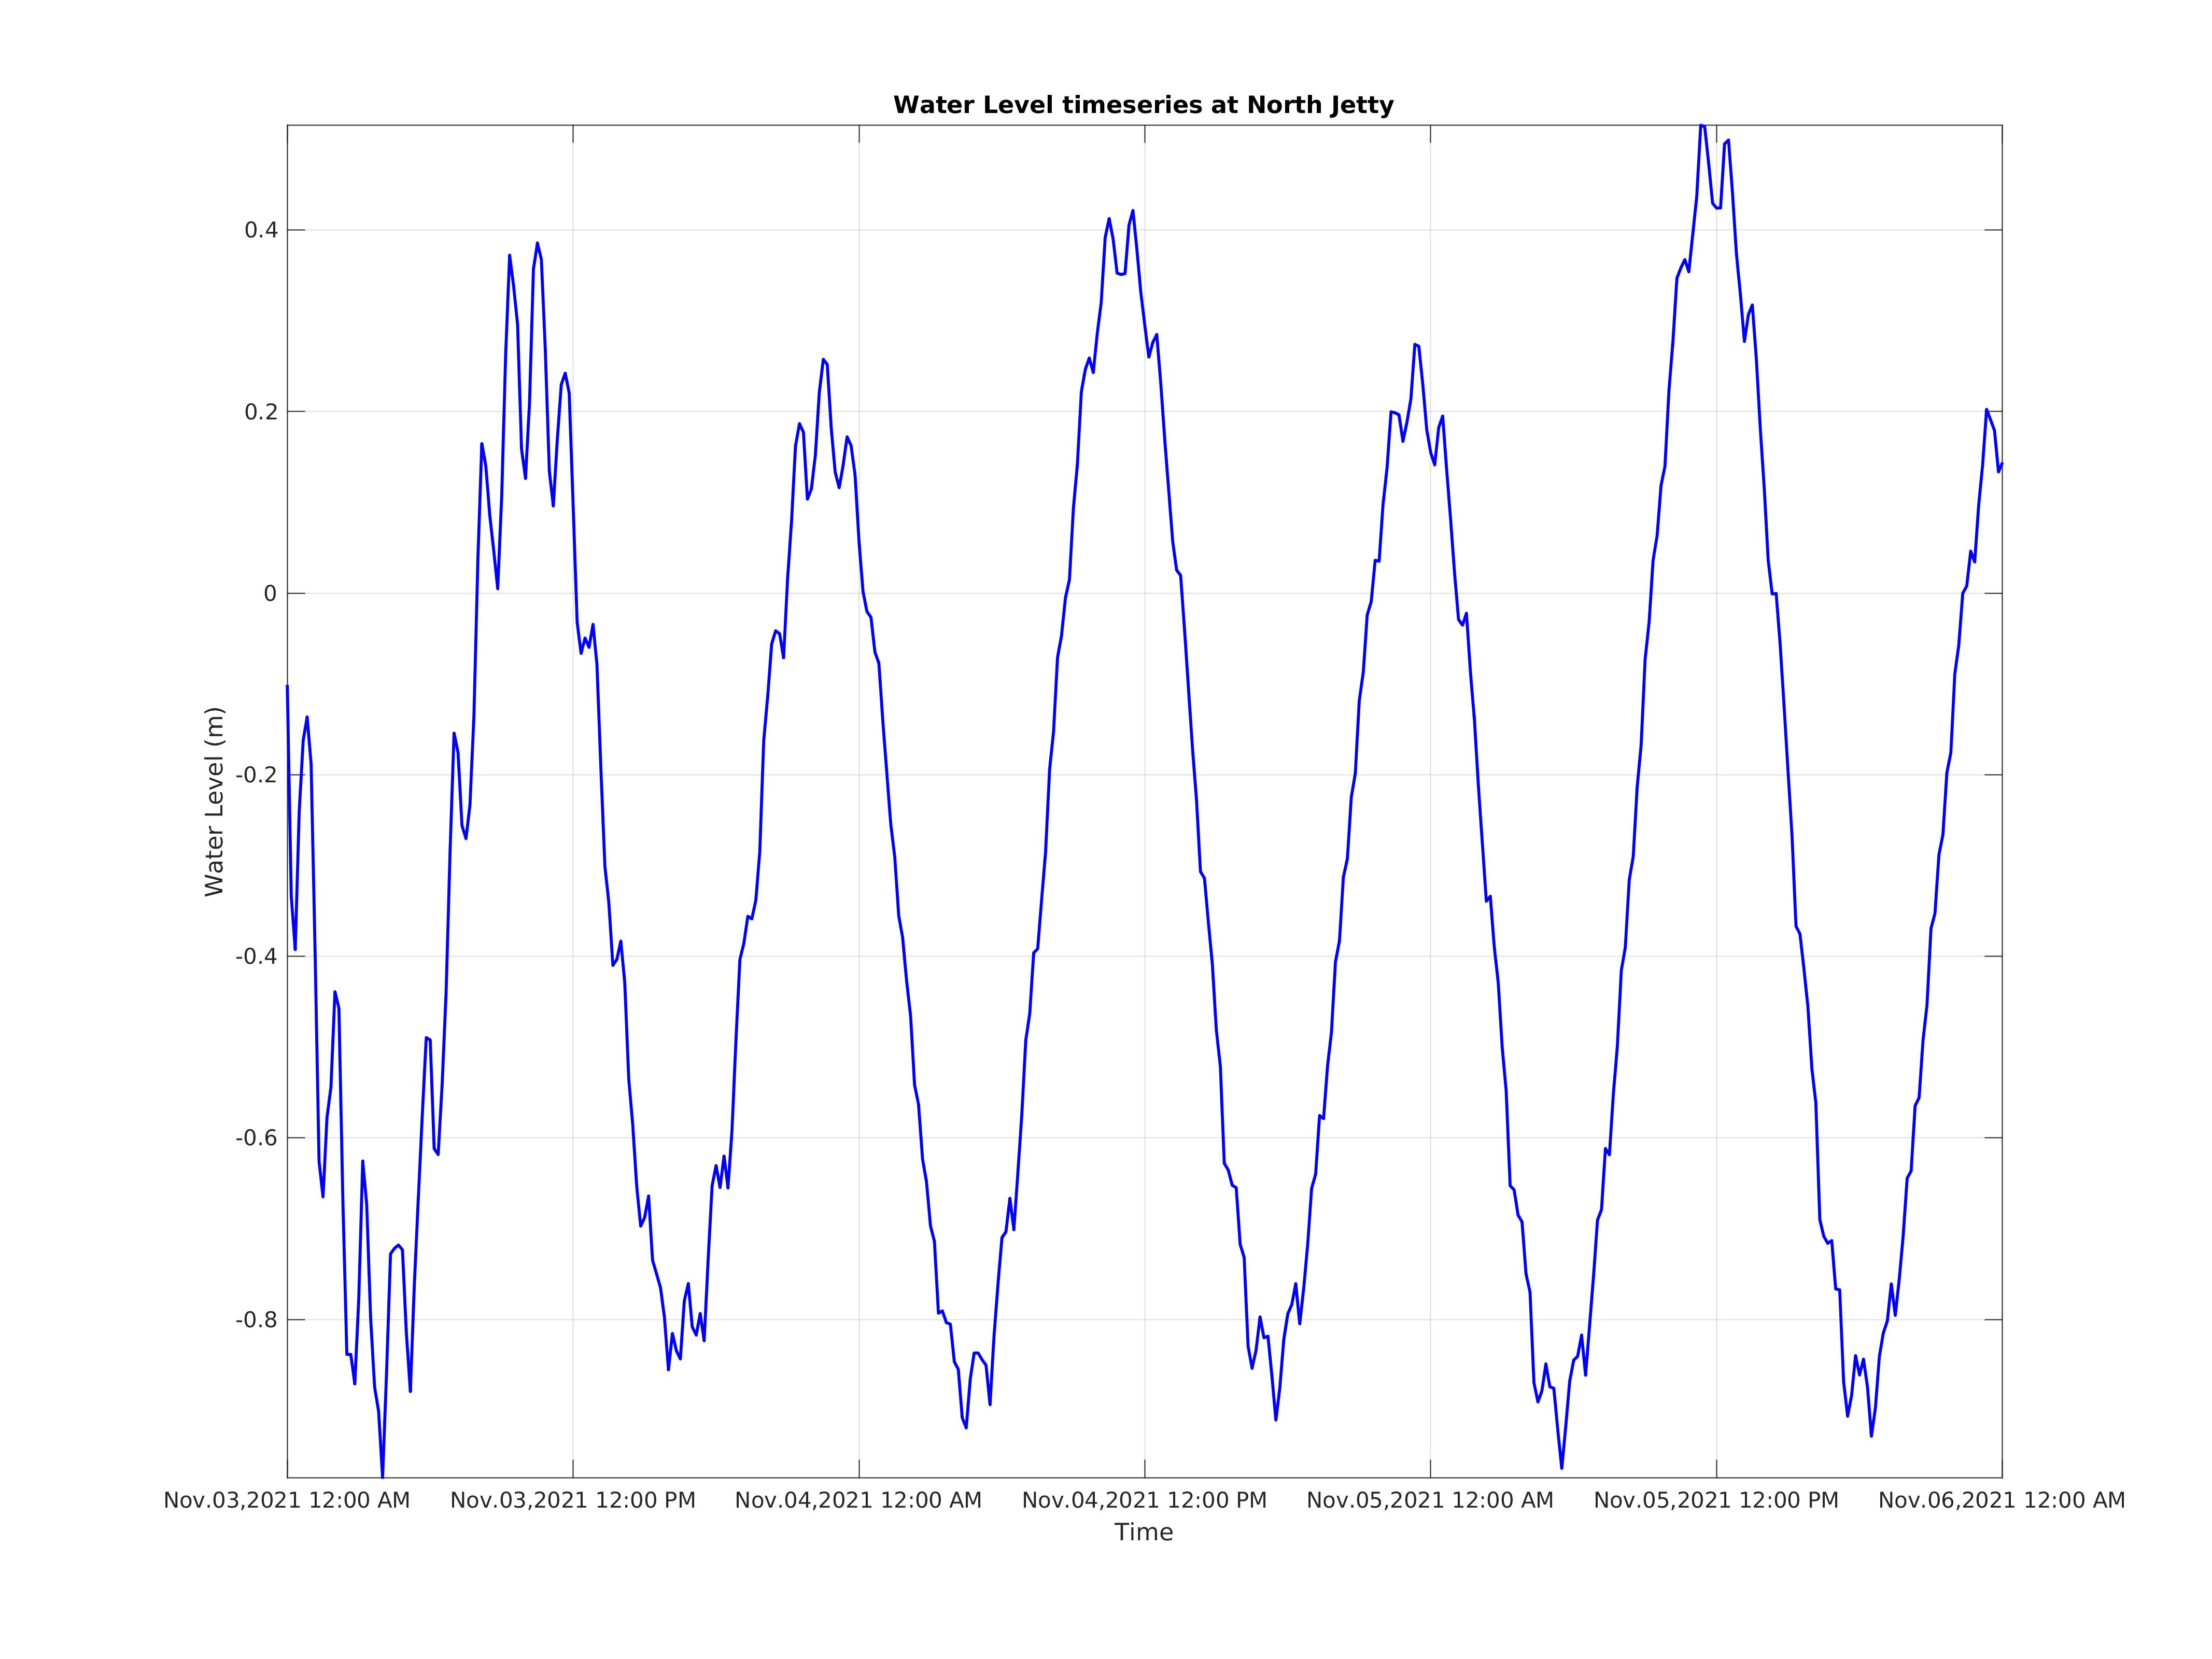 Water Level timeseries at North Jetty
0.4
0.2
0
-0.2
-0.4
-0.6
-0.8
Water Level (m)
Nov.03,2021 12:00 AM Nov.03,2021 12:00 PM Nov.04,2021 12:00 AM Nov.04,2021 12:00 PM Nov.05,2021 12:00 AM Nov.05,2021 12:00 PM Nov.06,2021 12:00 AM
Time